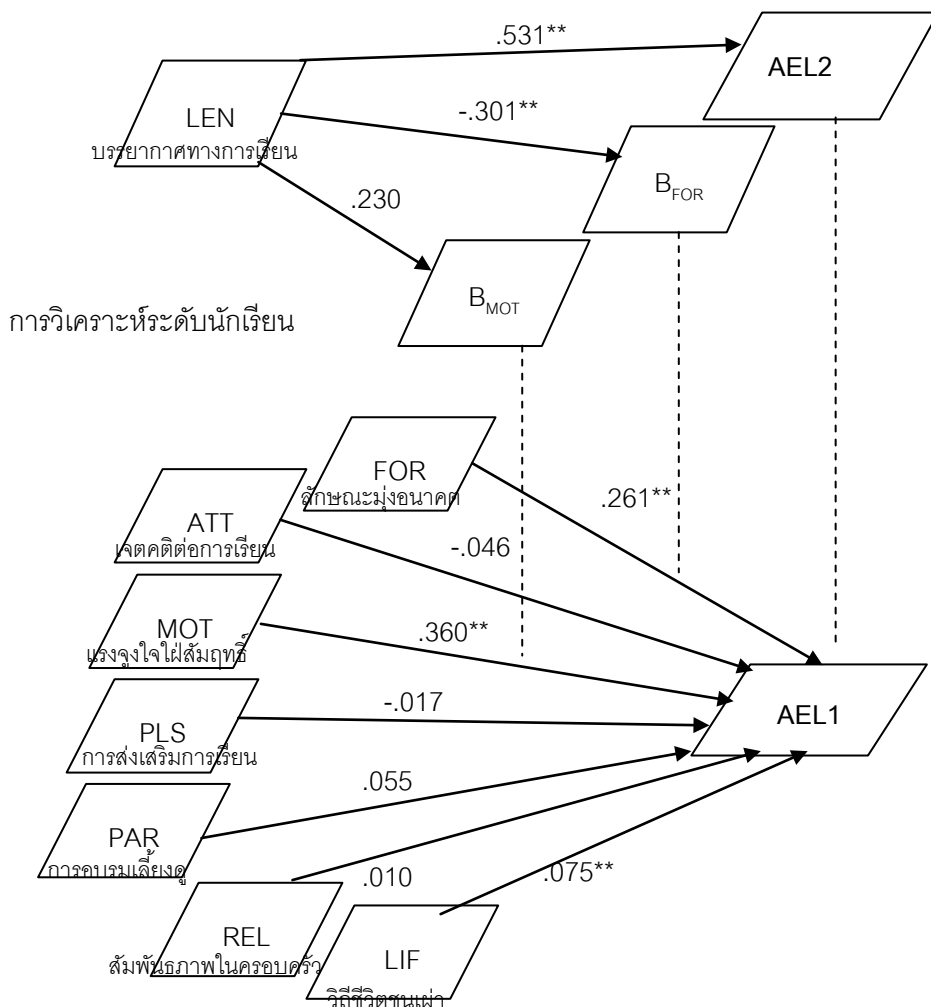 .531**
AEL2
LEN
บรรยากาศทางการเรียน
-.301**
B_FOR
.230
B_MOT
การวิเคราะห์ระดับนักเรียน
FOR
ลักษณะมุ่งอนาคต
.261**
ATT
เจตคติต่อการเรียน
-.046
MOT
แรงจูงใจใฝ่สัมฤทธิ์
.360**
AEL1
PLS
การส่งเสริมการเรียน
-.017
PAR
การอบรมเลี้ยงดู
.055
REL
สัมพันธภาพในครอบครัว
.010
LIF
วิถีชีวิตชนเผ่า
.075**